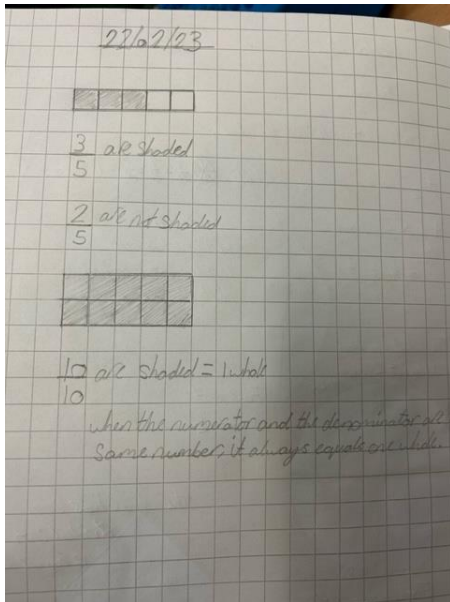 22/02/23
3/5 are shaded
2/5 are not shaded
10/10 are shaded = 1 whole
when the numerator and the denominator are
same number, it always equals one whole.